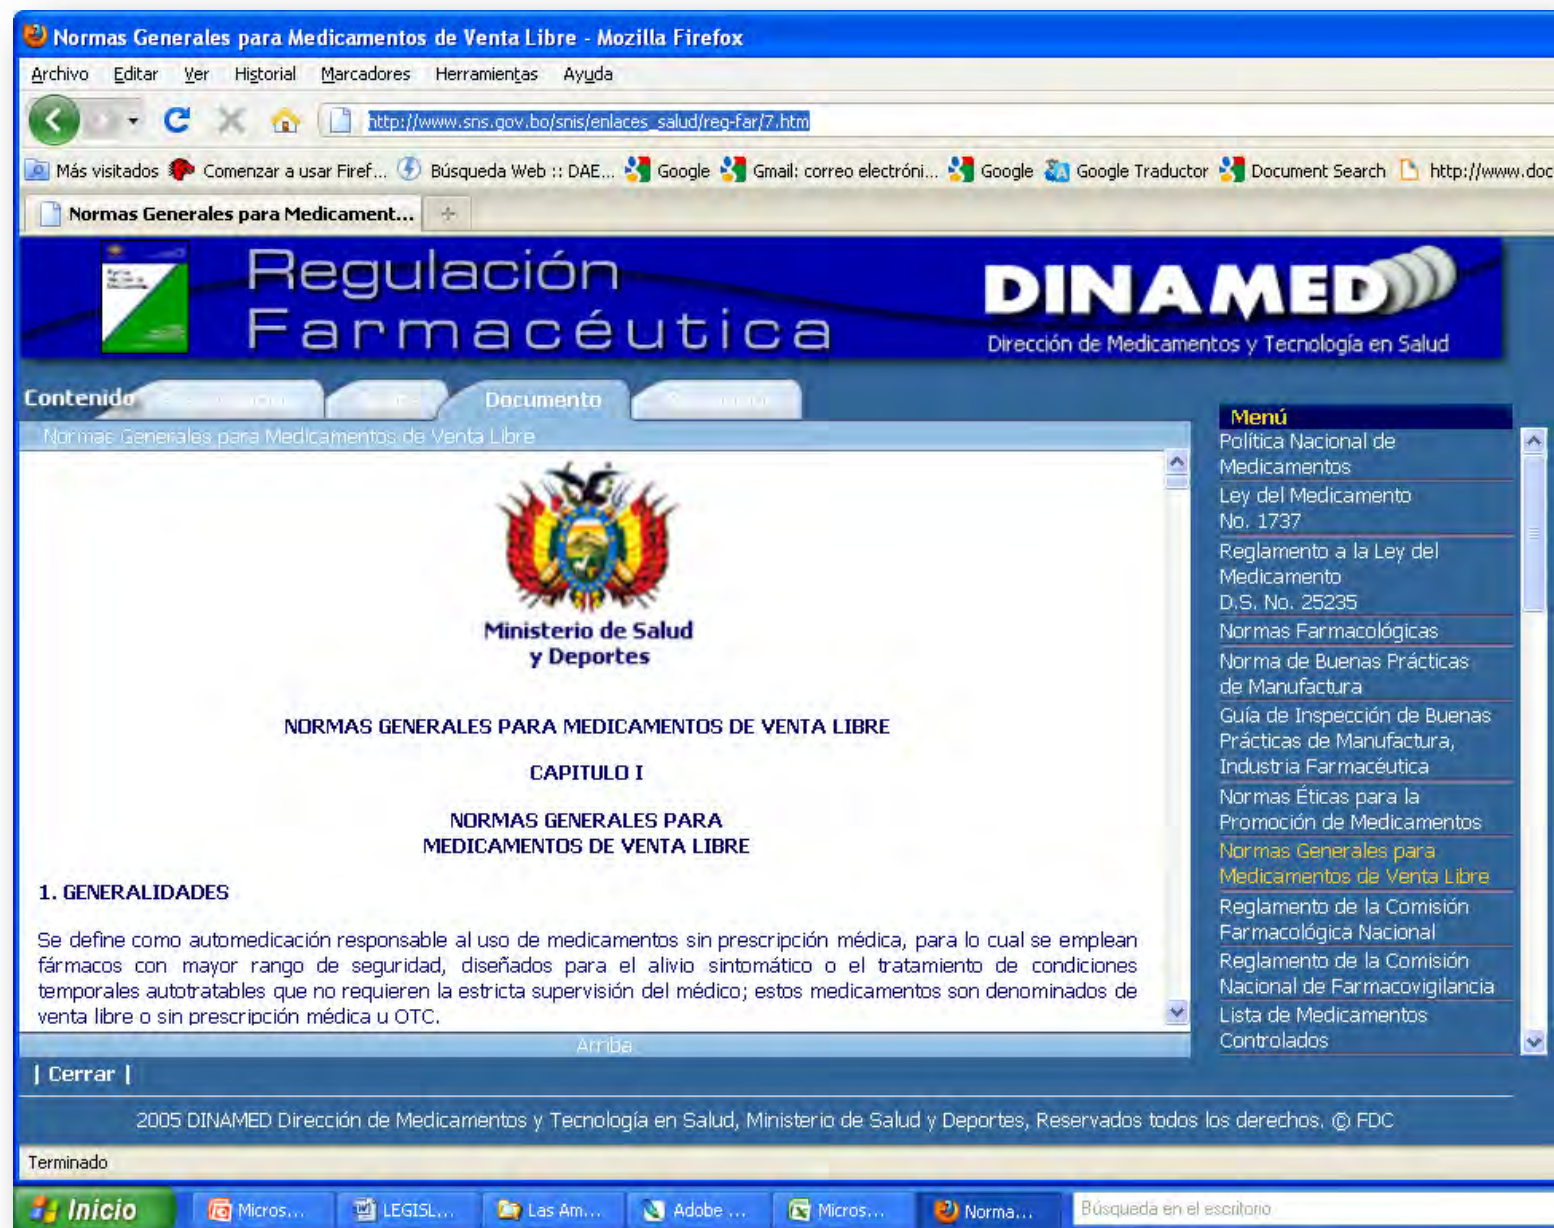 Normas Generales para Medicamentos de Venta Libre - Mozilla Firefox
Archivo Editar Ver Historial Marcadores Herramientas Ayuda
http://www.sns.gov.bo/snis/enlaces_salud/reg-far/7.htm
Más visitados Comenzar a usar Firef... Búsqueda Web :: DAE... Google Gmail: correo electróni... Google Google Traductor Document Search http://www.doc
Normas Generales para Medicament...
Regulación
Farmacéutica
DINAMED
Dirección de Medicamentos y Tecnología en Salud
Contenido Documento
Normas Generales para Medicamentos de Venta Libre
Ministerio de Salud
y Deportes
NORMAS GENERALES PARA MEDICAMENTOS DE VENTA LIBRE
CAPITULO I
NORMAS GENERALES PARA
MEDICAMENTOS DE VENTA LIBRE
1. GENERALIDADES
Se define como automedicación responsable al uso de medicamentos sin prescripción médica, para lo cual se emplean
fármacos con mayor rango de seguridad, diseñados para el alivio sintomático o el tratamiento de condiciones
temporales autotratables que no requieren la estricta supervisión del médico; estos medicamentos son denominados de
venta libre o sin prescripción médica u OTC.
Arriba
Menú
Política Nacional de
Medicamentos
Ley del Medicamento
No. 1737
Reglamento a la Ley del
Medicamento
D.S. No. 25235
Normas Farmacológicas
Norma de Buenas Prácticas
de Manufactura
Guía de Inspección de Buenas
Prácticas de Manufactura,
Industria Farmacéutica
Normas Éticas para la
Promoción de Medicamentos
Normas Generales para
Medicamentos de Venta Libre
Reglamento de la Comisión
Farmacológica Nacional
Reglamento de la Comisión
Nacional de Farmacovigilancia
Lista de Medicamentos
Controlados
| Cerrar |
2005 DINAMED Dirección de Medicamentos y Tecnología en Salud, Ministerio de Salud y Deportes, Reservados todos los derechos. © FDC
Terminado
Inicio Micros... LEGISL... Las Am... Adobe ... Micros... Norma... Búsqueda en el escritorio